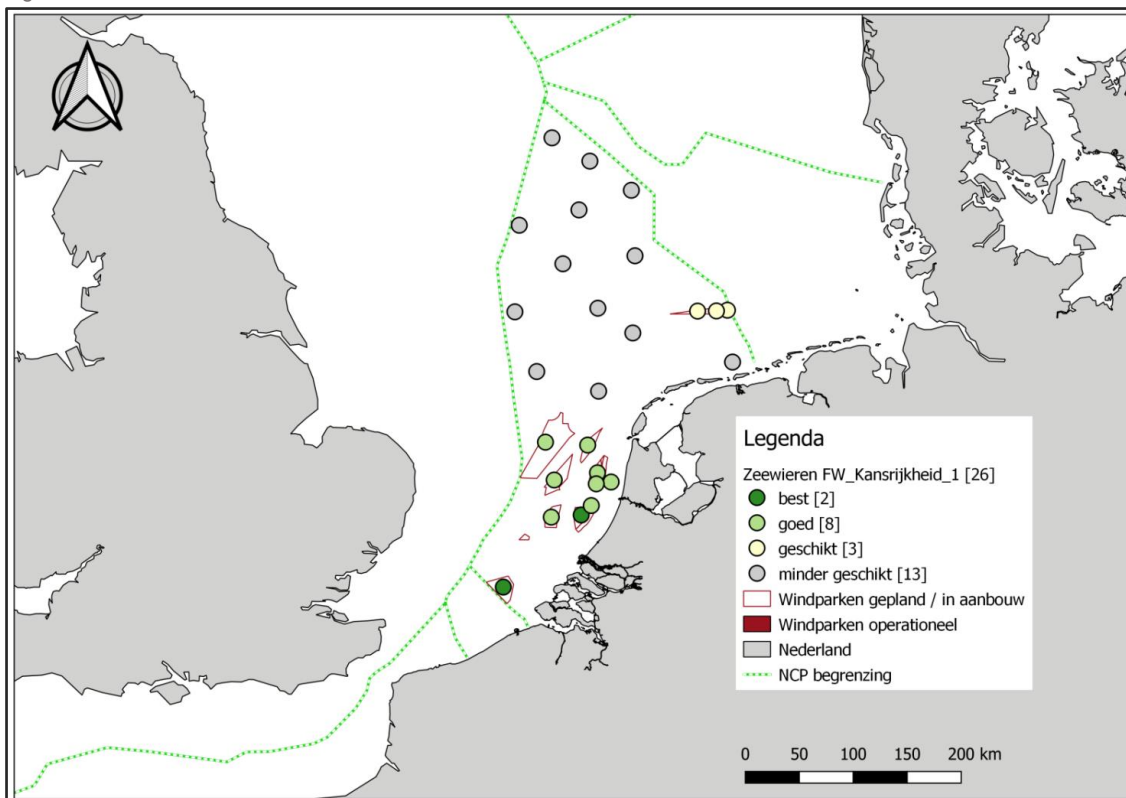 Legenda
Zeewieren FW_Kansrijkheid_1 [26]
best [2]
goed [8]
geschikt [3]
minder geschikt [13]
Windparken gepland / in aanbouw
Windparken operationeel
Nederland
NCP begrenzing
0 50 100 150 200 km